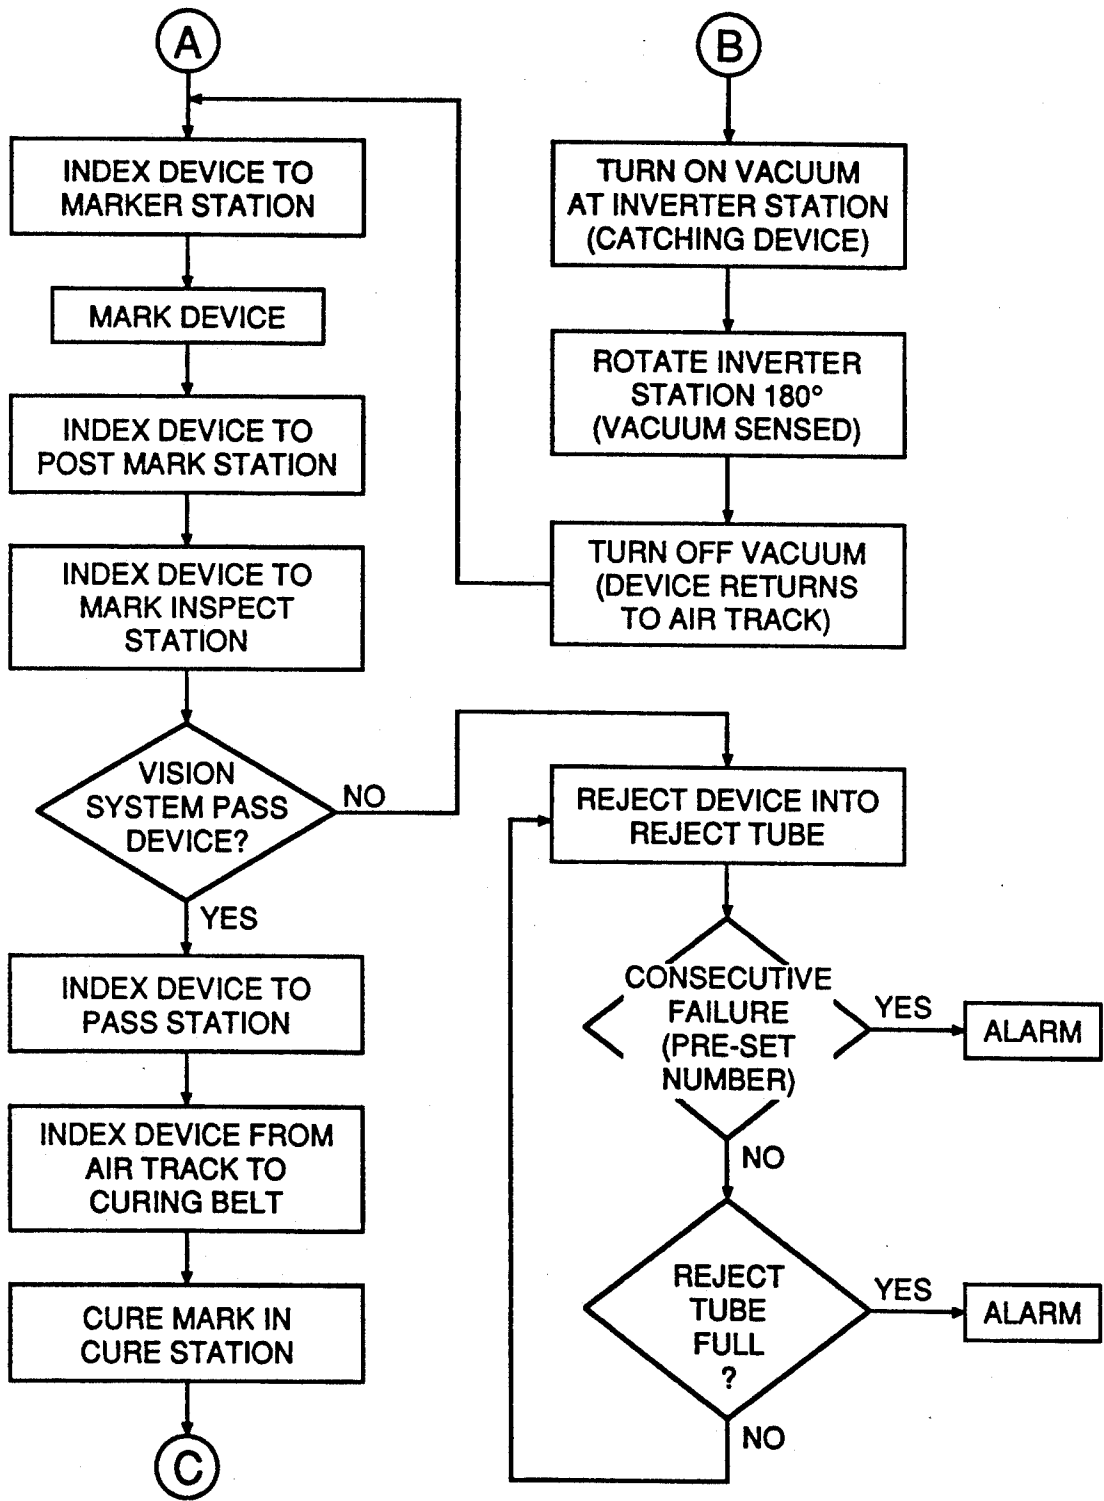 A
INDEX DEVICE TO
MARKER STATION
MARK DEVICE
INDEX DEVICE TO
POST MARK STATION
INDEX DEVICE TO
MARK INSPECT
STATION
VISION
SYSTEM PASS
DEVICE?
NO
YES
INDEX DEVICE TO
PASS STATION
INDEX DEVICE FROM
AIR TRACK TO
CURING BELT
CURE MARK IN
CURE STATION
C
B
TURN ON VACUUM
AT INVERTER STATION
(CATCHING DEVICE)
ROTATE INVERTER
STATION 180°
(VACUUM SENSED)
TURN OFF VACUUM
(DEVICE RETURNS
TO AIR TRACK)
REJECT DEVICE INTO
REJECT TUBE
CONSECUTIVE
FAILURE
(PRE-SET
NUMBER)
YES
ALARM
NO
REJECT
TUBE
FULL
?
YES
ALARM
NO